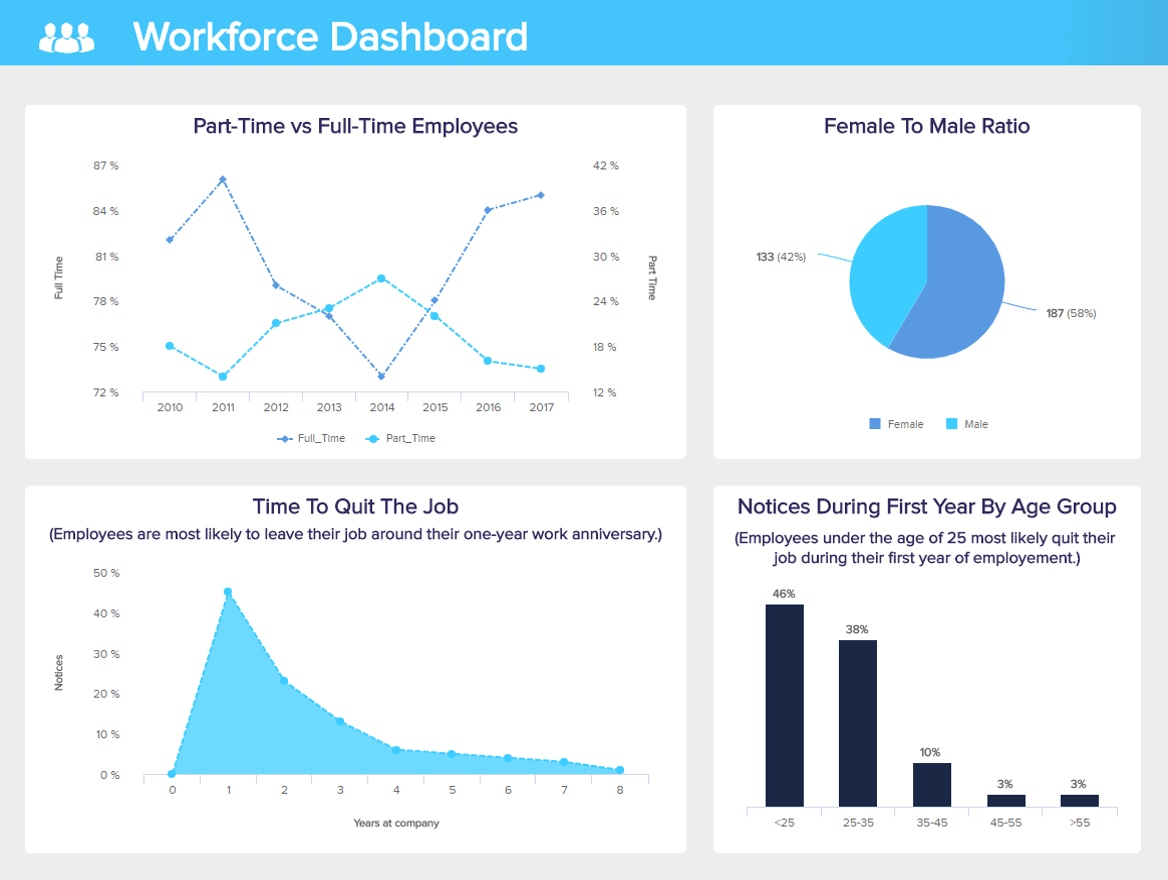 Workforce Dashboard
Part-Time vs Full-Time Employees
87 %
84 %
81 %
78 %
75 %
72 %
Full Time
42 %
36 %
30 %
24 %
18 %
12 %
Part Time
2010 2011 2012 2013 2014 2015 2016 2017
Full_Time Part_Time
Female To Male Ratio
133 (42%)
187 (58%)
Female Male
Time To Quit The Job
(Employees are most likely to leave their job around their one-year work anniversary.)
50 %
40 %
30 %
20 %
10 %
0 %
Notices
0 1 2 3 4 5 6 7 8
Years at company
Notices During First Year By Age Group
(Employees under the age of 25 most likely quit their
job during their first year of employement.)
46%
38%
10%
3%
3%
<25 25-35 35-45 45-55 >55